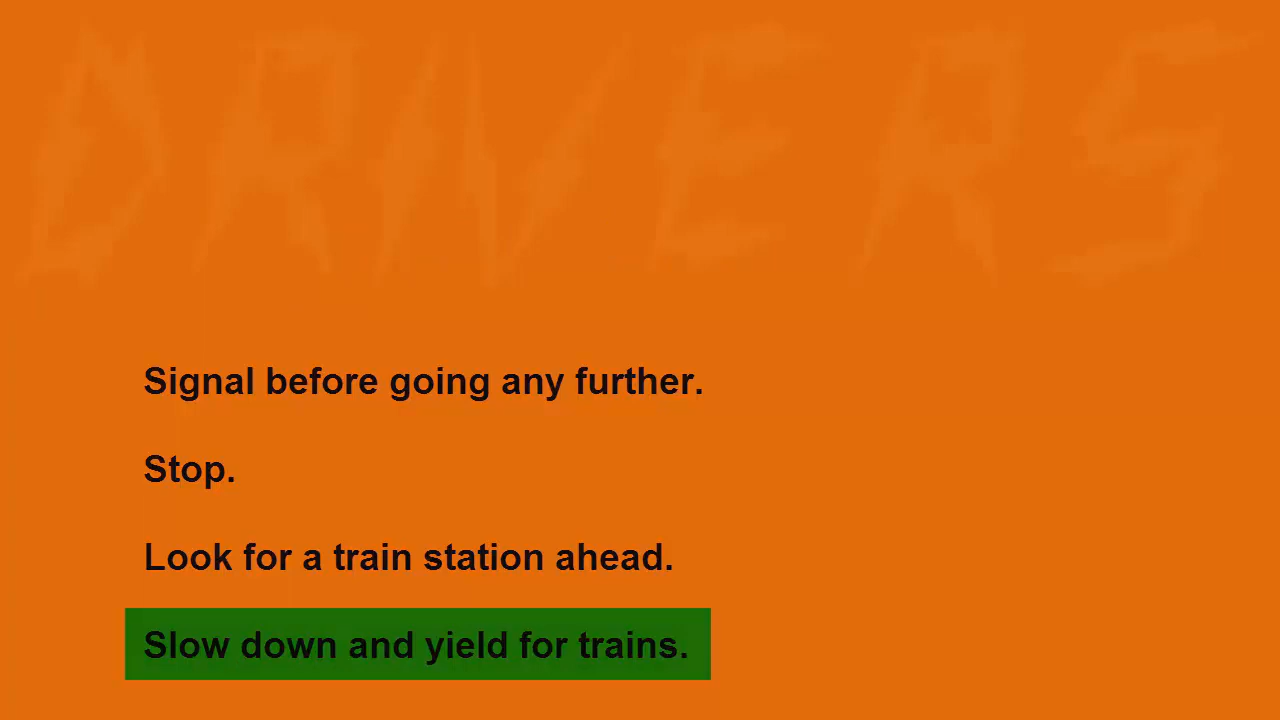 DRIVERS
Signal before going any further.
Stop.
Look for a train station ahead.
Slow down and yield for trains.